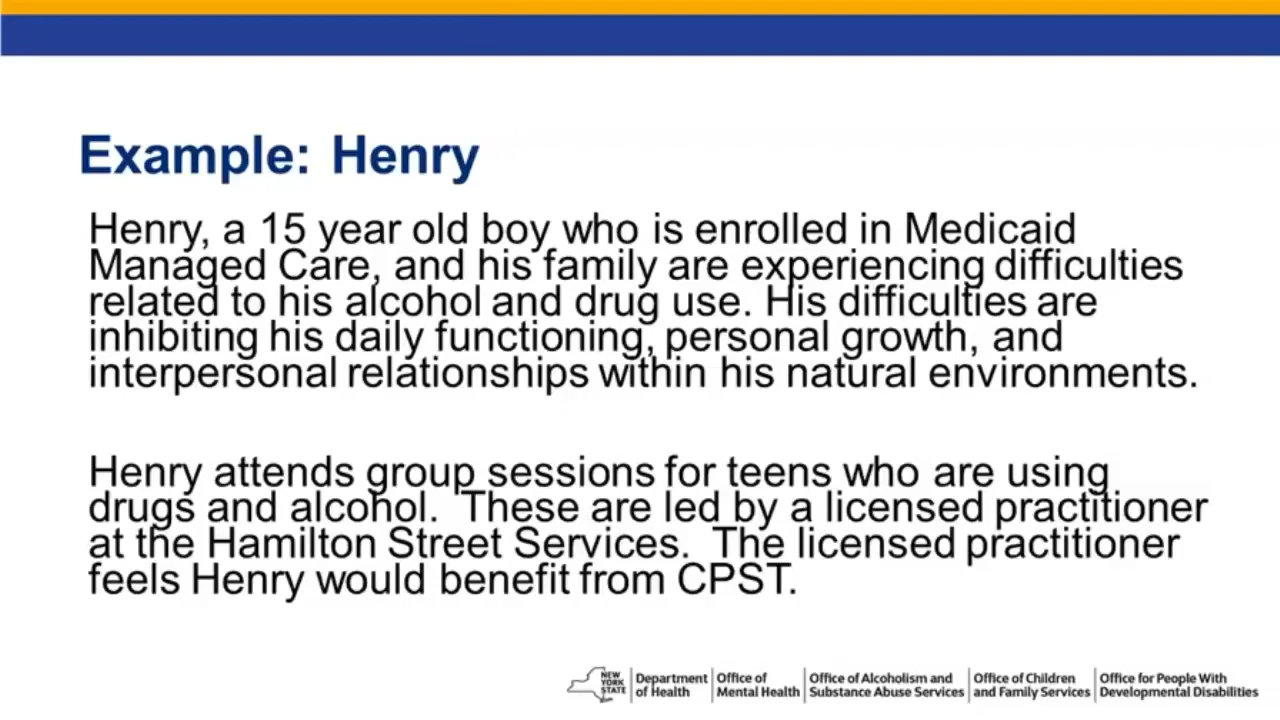 Example: Henry
Henry, a 15 year old boy who is enrolled in Medicaid
Managed Care, and his family are experiencing difficulties
related to his alcohol and drug use. His difficulties are
inhibiting his daily functioning, personal growth, and
interpersonal relationships within his natural environments.
Henry attends group sessions for teens who are using
drugs and alcohol.  These are led by a licensed practitioner
at the Hamilton Street Services.  The licensed practitioner
feels Henry would benefit from CPST.
NEW
YORK
STATE
Department
of Health
Office of
Mental Health
Office of Alcoholism and
Substance Abuse Services
Office of Children
and Family Services
Office for People With
Developmental Disabilities